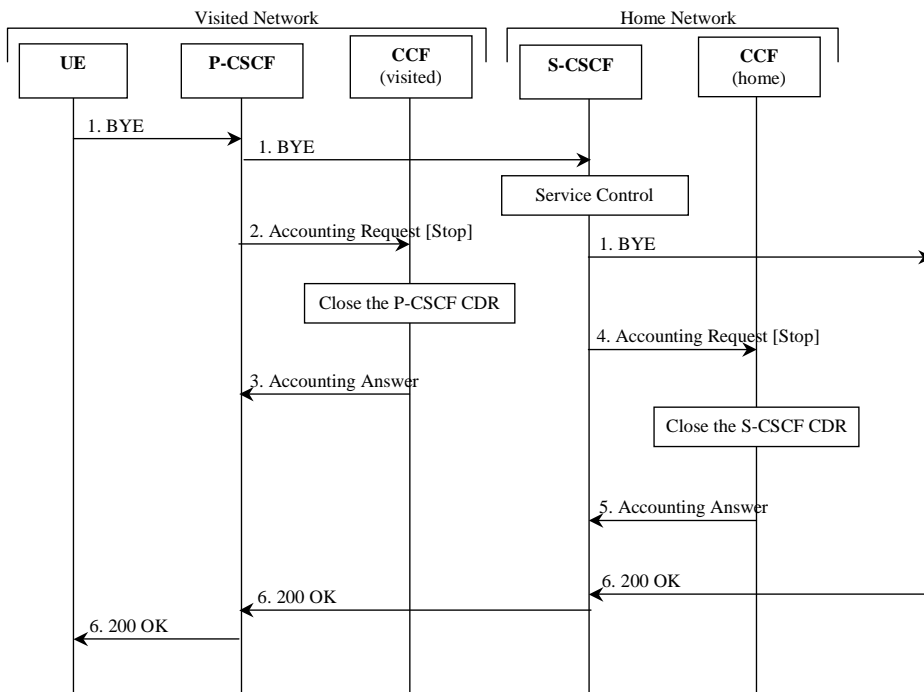 Visited Network
Home Network
UE
P-CSCF
CCF
(visited)
S-CSCF
CCF
(home)
1. BYE
1. BYE
Service Control
2. Accounting Request [Stop]
1. BYE
Close the P-CSCF CDR
4. Accounting Request [Stop]
3. Accounting Answer
Close the S-CSCF CDR
5. Accounting Answer
6. 200 OK
6. 200 OK
6. 200 OK